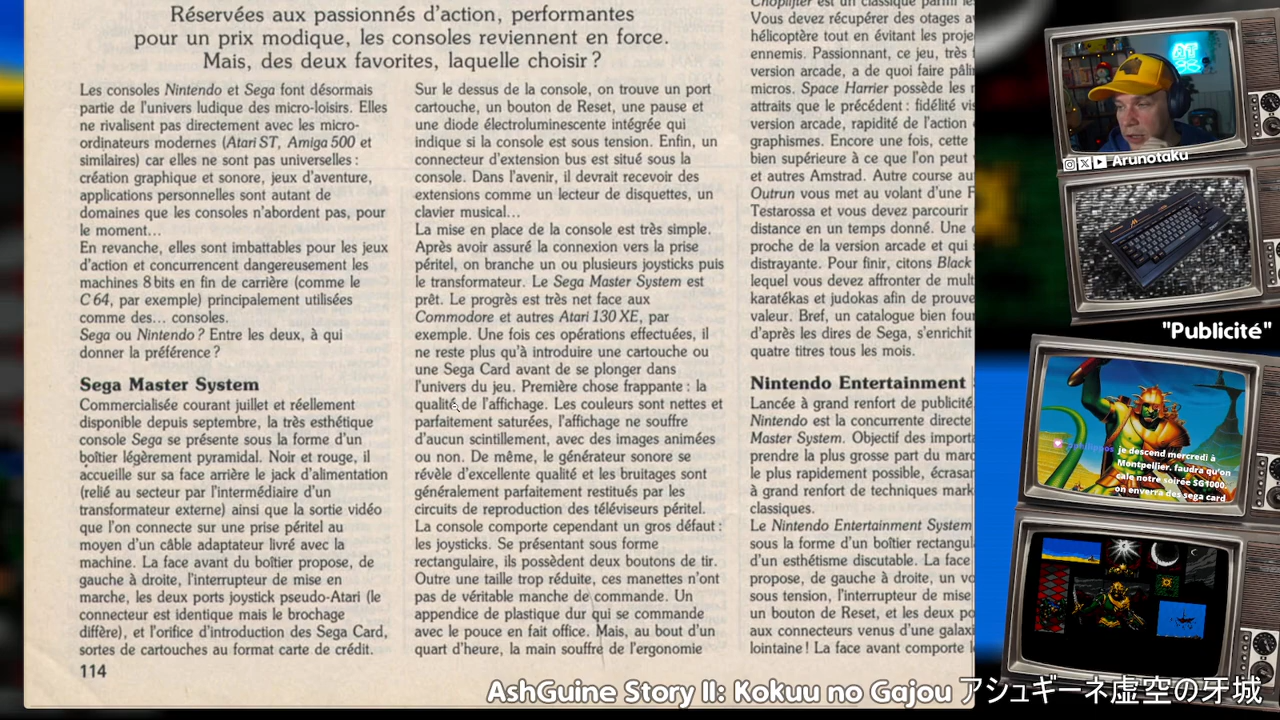 Réservées aux passionnés d'action, performantes
pour un prix modique, les consoles reviennent en force.
Mais, des deux favorites, laquelle choisir ?
Les consoles Nintendo et Sega font désormais
partie de l'univers ludique des micro-loisirs. Elles
ne rivalisent pas directement avec les micro-
ordinateurs modernes (Atari ST, Amiga 500 et
similaires) car elles ne sont pas universelles :
création graphique et sonore, jeux d'aventure,
applications personnelles sont autant de
domaines que les consoles n'abordent pas, pour
le moment...
En revanche, elles sont imbattables pour les jeux
d'action et concurrencent dangereusement les
machines 8 bits en fin de carrière (comme le
C 64, par exemple) principalement utilisées
comme des... consoles.
Sega ou Nintendo ? Entre les deux, à qui
donner la préférence ?
Sega Master System
Commercialisée courant juillet et réellement
disponible depuis septembre, la très esthétique
console Sega se présente sous la forme d'un
boîtier légèrement pyramidal. Noir et rouge, il
accueille sur sa face arrière le jack d'alimentation
(relié au secteur par l'intermédiaire d'un
transformateur externe) ainsi que la sortie vidéo
que l'on connecte sur une prise péritel au
moyen d'un câble adaptateur livré avec la
machine. La face avant du boîtier propose, de
gauche à droite, l'interrupteur de mise en
marche, les deux ports joystick pseudo-Atari (le
connecteur est identique mais le brochage
diffère), et l'orifice d'introduction des Sega Card,
sortes de cartouches au format carte de crédit.
114
Sur le dessus de la console, on trouve un port
cartouche, un bouton de Reset, une pause et
une diode électroluminescente intégrée qui
indique si la console est sous tension. Enfin, un
connecteur d'extension bus est situé sous la
console. Dans l'avenir, il devrait recevoir des
extensions comme un lecteur de disquettes, un
clavier musical...
La mise en place de la console est très simple.
Après avoir assuré la connexion vers la prise
péritel, on branche un ou plusieurs joysticks puis
le transformateur. Le Sega Master System est
prêt. Le progrès est très net face aux
Commodore et autres Atari 130 XE, par
exemple. Une fois ces opérations effectuées, il
ne reste plus qu'à introduire une cartouche ou
une Sega Card avant de se plonger dans
l'univers du jeu. Première chose frappante : la
qualité de l'affichage. Les couleurs sont nettes et
parfaitement saturées, l'affichage ne souffre
d'aucun scintillement, avec des images animées
ou non. De même, le générateur sonore se
révèle d'excellente qualité et les bruitages sont
généralement parfaitement restitués par les
circuits de reproduction des téléviseurs péritel.
La console comporte cependant un gros défaut :
les joysticks. Se présentant sous forme
rectangulaire, ils possèdent deux boutons de tir.
Outre une taille trop réduite, ces manettes n'ont
pas de véritable manche de commande. Un
appendice de plastique dur qui se commande
avec le pouce en fait office. Mais, au bout d'un
quart d'heure, la main souffre de l'ergonomie
Choplifter est un classique parmi les
Vous devez récupérer des otages a
hélicoptère tout en évitant les proje
ennemis. Passionnant, ce jeu, très f
version arcade, a de quoi faire pâli
micros. Space Harrier possède les
attraits que le précédent : fidélité vis
version arcade, rapidité de l'action
graphismes. Encore une fois, cette
bien supérieure à ce que l'on peut
et autres Amstrad. Autre course au
Outrun vous met au volant d'une F
Testarossa et vous devez parcourir
distance en un temps donné. Une
proche de la version arcade et qui
distrayante. Pour finir, citons Black
lequel vous devez affronter de mult
karatékas et judokas afin de prouve
valeur. Bref, un catalogue bien four
d'après les dires de Sega, s'enrichit
quatre titres tous les mois.
Nintendo Entertainment
Lancée à grand renfort de publicité
Nintendo est la concurrente directe
Master System. Objectif des importa
prendre la plus grosse part du marc
le plus rapidement possible, écrasan
à grand renfort de techniques mark
classiques.
Le Nintendo Entertainment System
sous la forme d'un boîtier rectangul
d'un esthétisme discutable. La face
propose, de gauche à droite, un vo
sous tension, l'interrupteur de mise
un bouton de Reset, et les deux po
aux connecteurs venus d'une galaxi
lointaine ! La face avant comporte l
Arunotaku
"Publicité"
je descend mercredi à
Montpellier. faudra qu'on
cale notre soirée SG1000.
on enverra des sega card
AshGuine Story II: Kokuu no Gajou アシュギーネ虚空の牙城